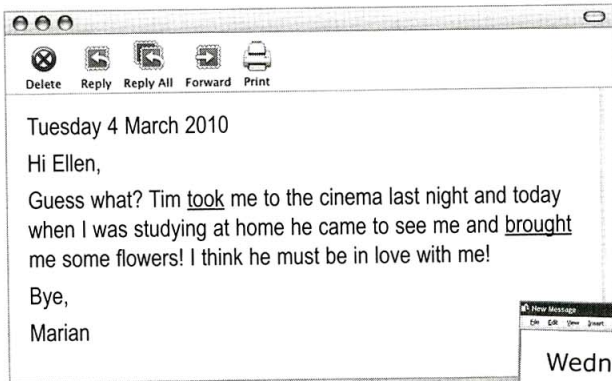 Delete Reply Reply All Forward Print
Tuesday 4 March 2010
Hi Ellen,
Guess what? Tim took me to the cinema last night and today
when I was studying at home he came to see me and brought
me some flowers! I think he must be in love with me!
Bye,
Marian
New Message
File Edit View Insert
Wedn